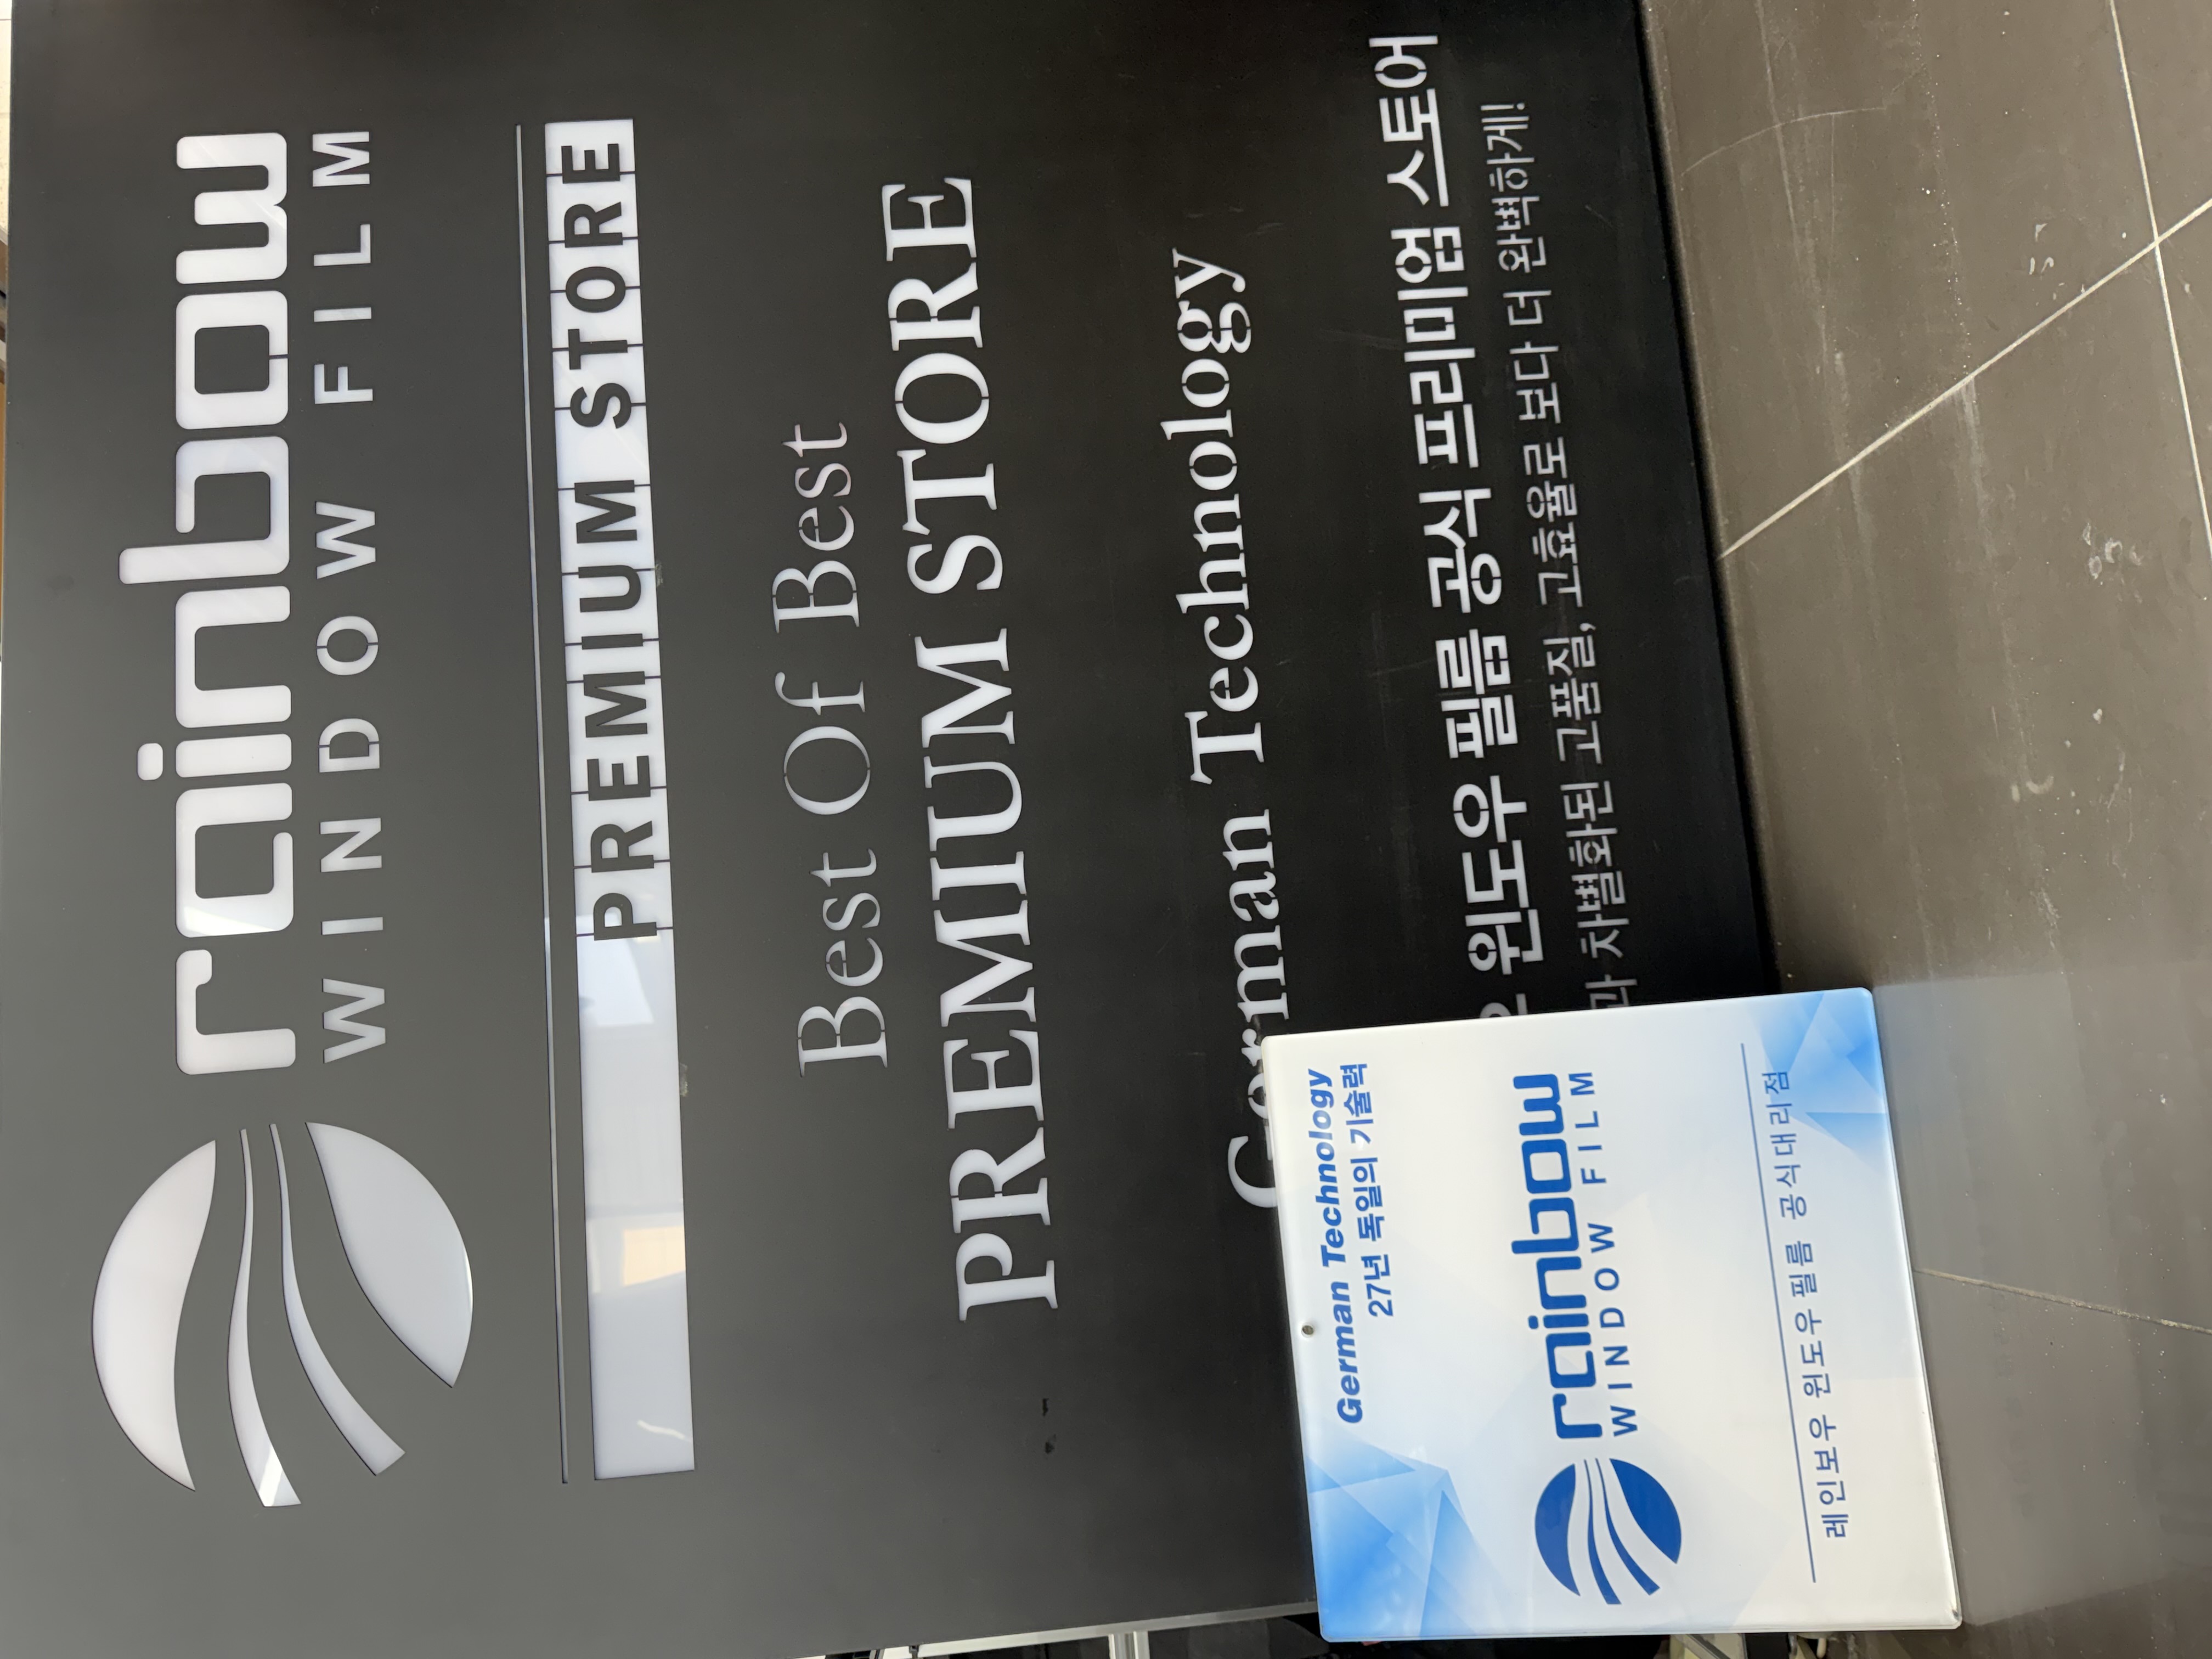 rainbow
WINDOW FILM
PREMIUM STORE
Best Of Best
PREMIUM STORE
German Technology
윈도우 필름 공식 프리미엄 스토어
차별화된 고품질, 고효율로 보다 더 완벽하게!
German Technology
27년 독일의 기술력
rainbow
WINDOW FILM
레인보우 윈도우필름 공식대리점